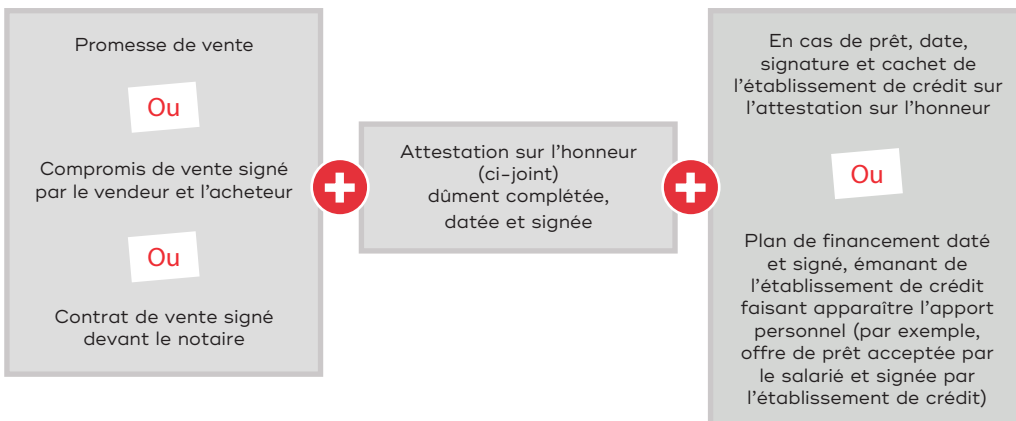 Promesse de vente
Ou
Compromis de vente signé
par le vendeur et l'acheteur
Ou
Contrat de vente signé
devant le notaire
Attestation sur l'honneur
(ci-joint)
dûment complétée,
datée et signée
En cas de prêt, date,
signature et cachet de
l'établissement de crédit sur
l'attestation sur l'honneur
Ou
Plan de financement daté
et signé, émanant de
l'établissement de crédit
faisant apparaître l'apport
personnel (par exemple,
offre de prêt acceptée par
le salarié et signée par
l'établissement de crédit)